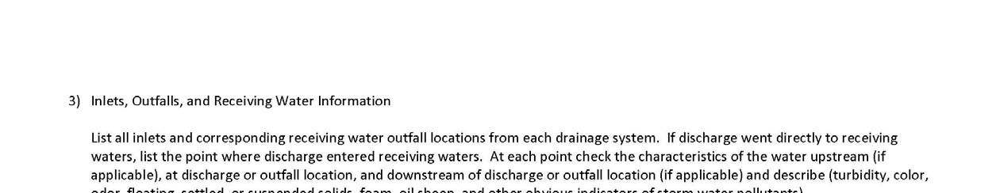 3) Inlets, Outfalls, and Receiving Water Information
List all inlets and corresponding receiving water outfall locations from each drainage system. If discharge went directly to receiving
waters, list the point where discharge entered receiving waters. At each point check the characteristics of the water upstream (if
applicable), at discharge or outfall location, and downstream of discharge or outfall location (if applicable) and describe (turbidity, color,
odor, floating, settled, or suspended solids, foam, oil sheen, and other obvious indicators of storm water pollutants)